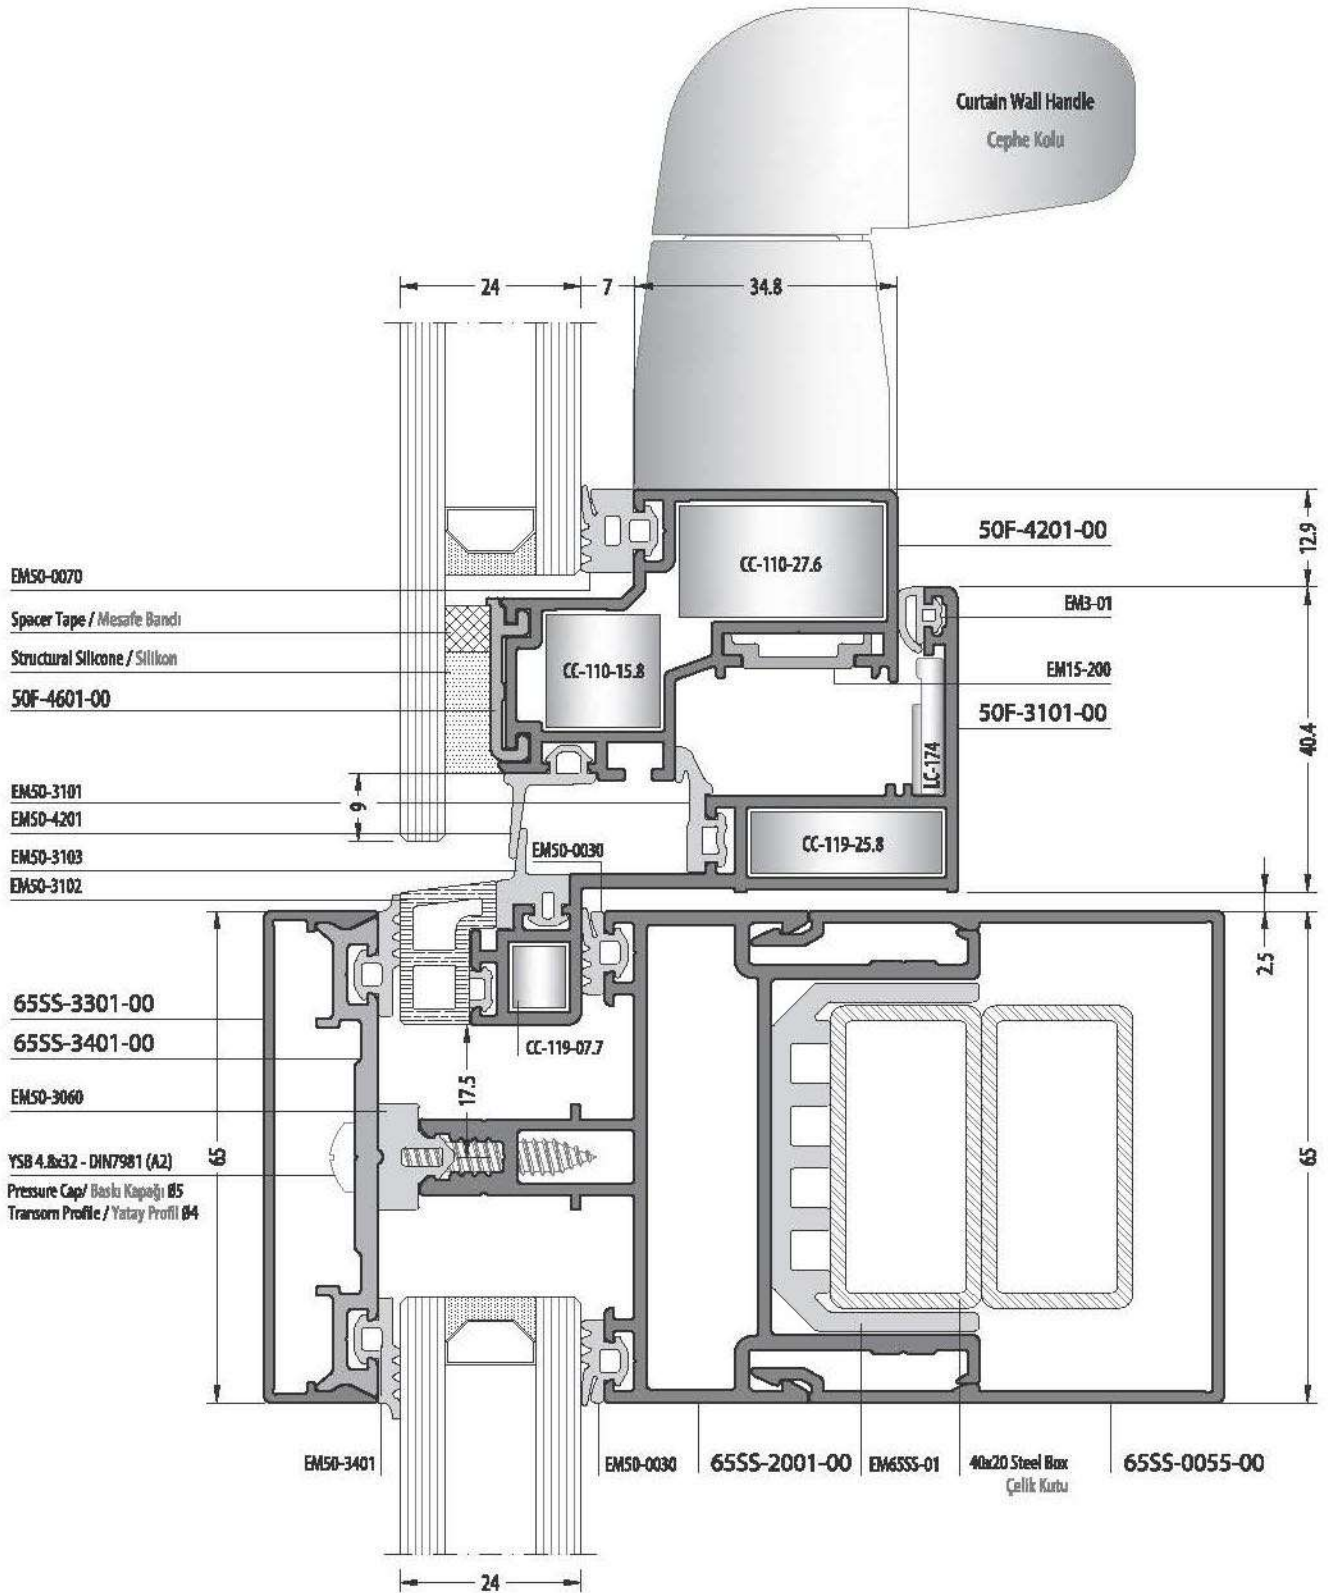 Curtain Wall Handle
Cephe Kolu
24
7
34.8
12.9
50F-4201-00
CC-110-27.6
EM50-0070
EM3-01
Spacer Tape / Mesafe Bandı
Structural Silicone / Silikon
CC-110-15.8
EM15-200
50F-4601-00
50F-3101-00
40.4
LC-174
EM50-3101
9
EM50-4201
CC-119-25.8
EM50-3103
EM50-0030
EM50-3102
2.5
65SS-3301-00
65SS-3401-00
CC-119-07.7
17.5
EM50-3060
65
65
YSB 4.8x32 - DIN7981 (A2)
Pressure Cap/ Baskı Kapağı Ø5
Transom Profile / Yatay Profil Ø4
EM50-3401
EM50-0030
65SS-2001-00
EM65SS-01
40x20 Steel Box
Çelik Kutu
65SS-0055-00
24